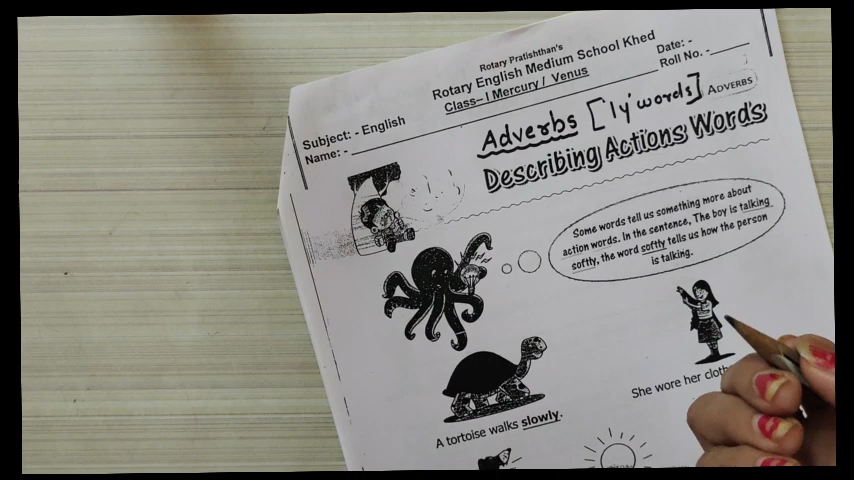 Rotary Pratishthan's
Rotary English Medium School Khed
Class– I Mercury / Venus
Date: -
Subject: - English
Roll No. -
Name: -
Adverbs ['ly' words]
ADVERBS
Describing Actions Words
Some words tell us something more about
action words. In the sentence, The boy is talking
softly, the word softly tells us how the person
is talking.
She wore her
A tortoise walks slowly.